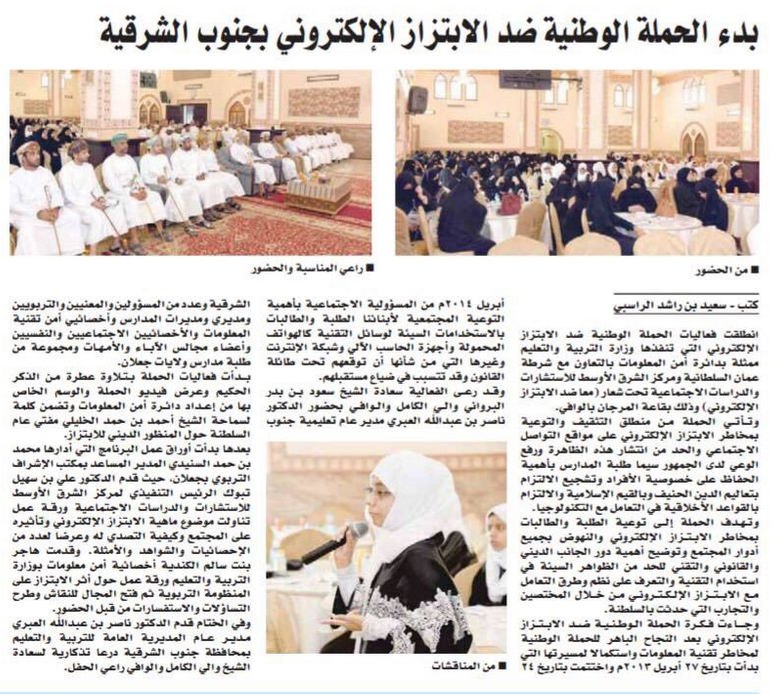 بدء الحملة الوطنية ضد الابتزاز الإلكتروني بجنوب الشرقية
■ من الحضور
■ راعي المناسبة والحضور
كتب - سعيد بن راشد الراسبي
انطلقت فعاليات الحملة الوطنية ضد الابتزاز
الإلكتروني التي تنفذها وزارة التربية والتعليم
ممثلة بدائرة أمن المعلومات بالتعاون مع شرطة
عمان السلطانية ومركز الشرق الأوسط للاستشارات
والدراسات الاجتماعية تحت شعار (معا ضد الابتزاز
الإلكتروني) وذلك بقاعة المرجان بالوافي.
وتأتي الحملة من منطلق التثقيف والتوعية
بمخاطر الابتزاز الإلكتروني على مواقع التواصل
الاجتماعي والحد من انتشار هذه الظاهرة ورفع
الوعي لدى الجمهور سيما طلبة المدارس بأهمية
الحفاظ على خصوصية الأفراد وتشجيع الالتزام
بتعاليم الدين الحنيف وبالقيم الإسلامية والالتزام
بالقواعد الأخلاقية في التعامل مع التكنولوجيا.
وتهدف الحملة إلى توعية الطلبة والطالبات
بمخاطر الابتزاز الإلكتروني والنهوض بجميع
أدوار المجتمع وتوضيح أهمية دور الجانب الديني
والقانوني والتقني للحد من الظواهر السيئة في
استخدام التقنية والتعرف على نظم وطرق التعامل
مع الابتزاز الإلكتروني من خلال المختصين
والتجارب التي حدثت بالسلطنة.
وجاءت فكرة الحملة الوطنية ضد الابتزاز
الإلكتروني بعد النجاح الباهر للحملة الوطنية
لمخاطر تقنية المعلومات واستكمالا لمسيرتها التي
بدأت بتاريخ ٢٧ أبريل ٢٠١٣م واختتمت بتاريخ ٢٤
أبريل ٢٠١٤م من المسؤولية الاجتماعية بأهمية
التوعية المجتمعية لأبنائنا الطلبة والطالبات
بالاستخدامات السيئة لوسائل التقنية كالهواتف
المحمولة وأجهزة الحاسب الآلي وشبكة الإنترنت
وغيرها التي من شأنها أن توقعهم تحت طائلة
القانون وقد تتسبب في ضياع مستقبلهم.
وقد رعى الفعالية سعادة الشيخ سعود بن بدر
البرواني والي الكامل والوافي بحضور الدكتور
ناصر بن عبدالله العبري مدير عام تعليمية جنوب
■ من المناقشات
الشرقية وعدد من المسؤولين والمعنيين والتربويين
ومديري ومديرات المدارس وأخصائيي أمن تقنية
المعلومات والأخصائيين الاجتماعيين والنفسيين
وأعضاء مجالس الآباء والأمهات ومجموعة من
طلبة مدارس ولايات جعلان.
بدأت فعاليات الحملة بتلاوة عطرة من الذكر
الحكيم وعرض فيديو الحملة والوسم الخاص
بها من إعداد دائرة أمن المعلومات وتضمن كلمة
لسماحة الشيخ أحمد بن حمد الخليلي مفتي عام
السلطنة حول المنظور الديني للابتزاز.
بعدها بدأت أوراق عمل البرنامج التي أدارها محمد
بن حمد السنيدي المدير المساعد بمكتب الإشراف
التربوي بجعلان، حيث قدم الدكتور علي بن سهيل
تبوك الرئيس التنفيذي لمركز الشرق الأوسط
للاستشارات والدراسات الاجتماعية ورقة عمل
تناولت موضوع ماهية الابتزاز الإلكتروني وتأثيره
على المجتمع وكيفية التصدي له وعرضا لعدد من
الإحصائيات والشواهد والأمثلة. وقدمت هاجر
بنت سالم الكندية أخصائية أمن معلومات بوزارة
التربية والتعليم ورقة عمل حول أثر الابتزاز على
المنظومة التربوية ثم فتح المجال للنقاش وطرح
التساؤلات والاستفسارات من قبل الحضور.
وفي الختام قدم الدكتور ناصر بن عبدالله العبري
مدير عام المديرية العامة للتربية والتعليم
بمحافظة جنوب الشرقية درعا تذكارية لسعادة
الشيخ والي الكامل والوافي راعي الحفل.